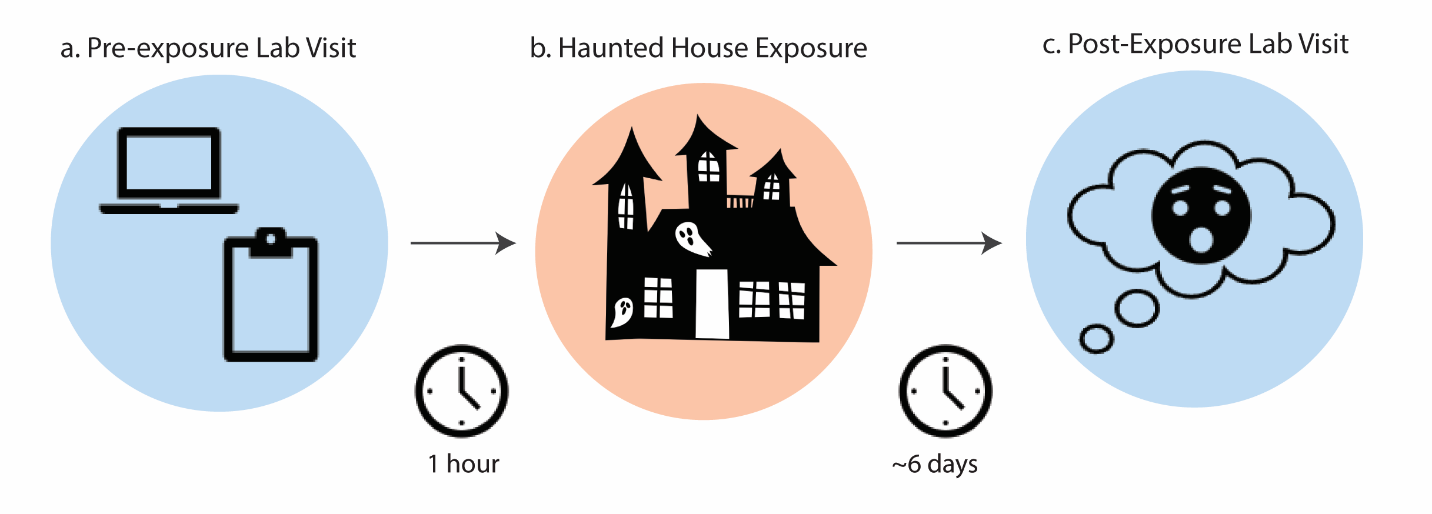 a. Pre-exposure Lab Visit
b. Haunted House Exposure
c. Post-Exposure Lab Visit
1 hour
~6 days